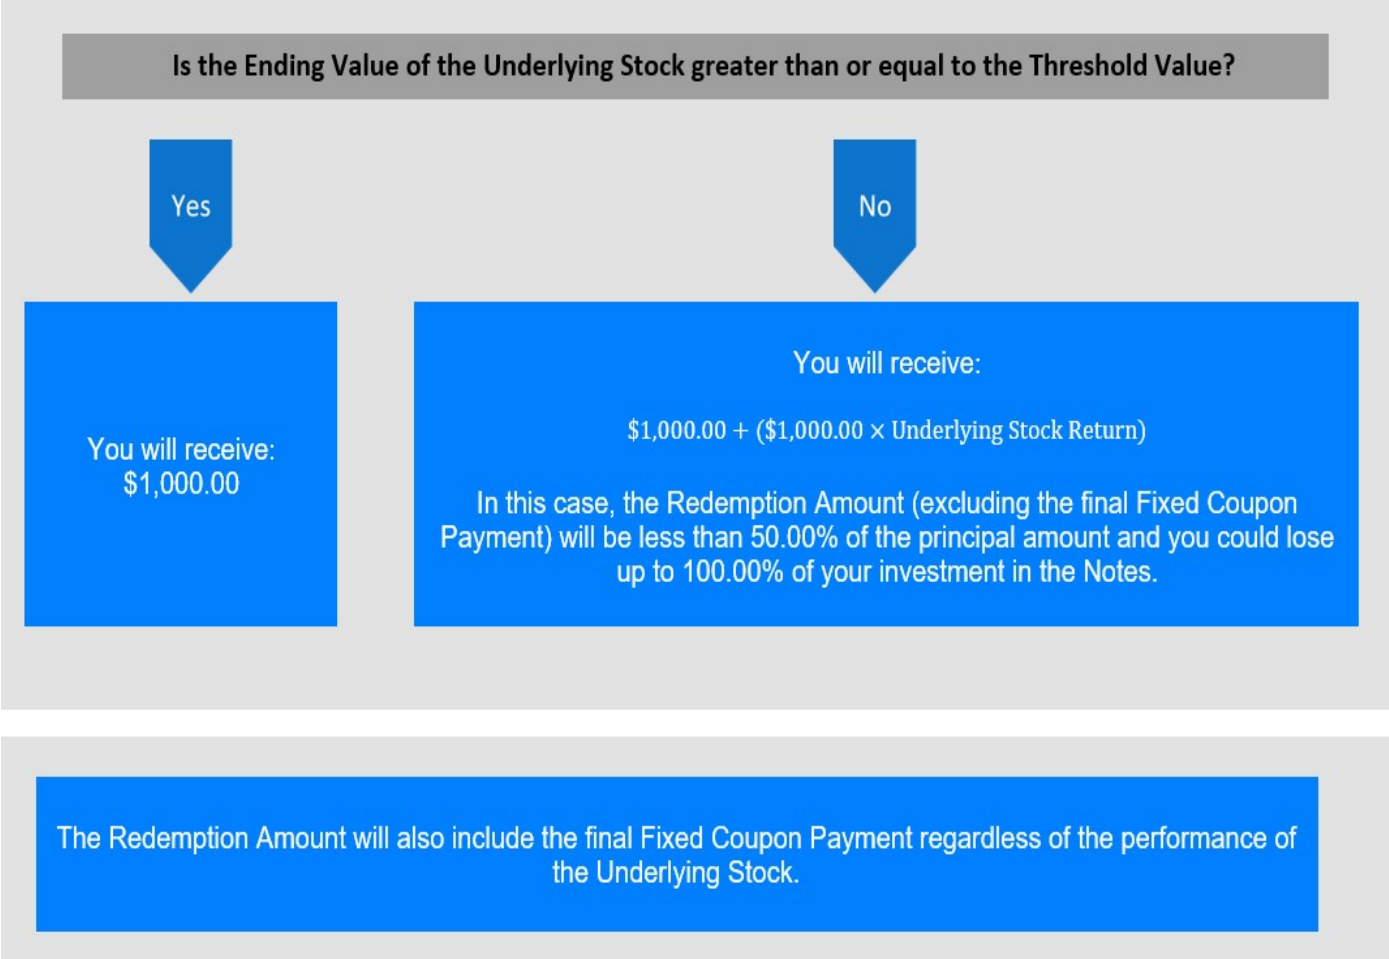 Is the Ending Value of the Underlying Stock greater than or equal to the Threshold Value?
Yes
No
You will receive:
$1,000.00
You will receive:
$1,000.00 + ($1,000.00 × Underlying Stock Return)
In this case, the Redemption Amount (excluding the final Fixed Coupon
Payment) will be less than 50.00% of the principal amount and you could lose
up to 100.00% of your investment in the Notes.
The Redemption Amount will also include the final Fixed Coupon Payment regardless of the performance of
the Underlying Stock.